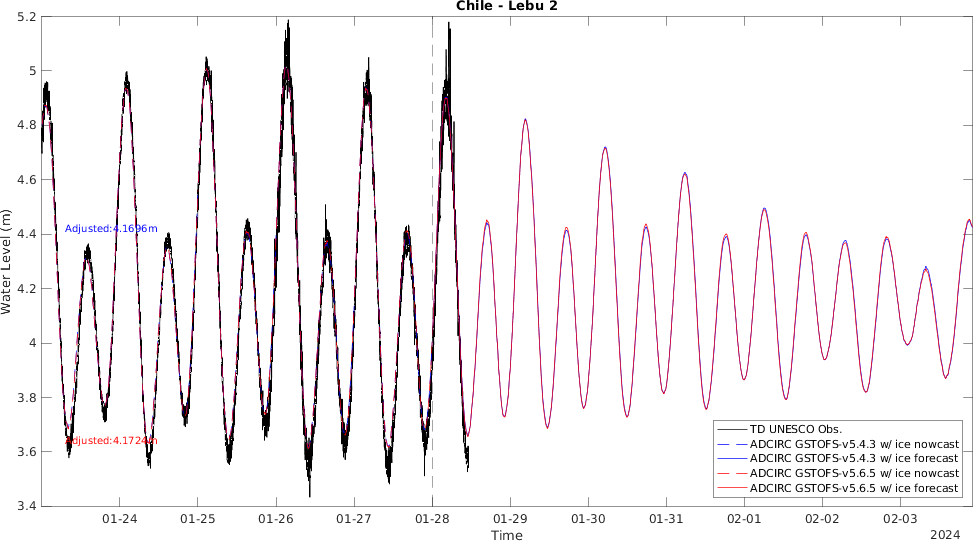 Chile - Lebu 2
5.2
5
4.8
4.6
4.4
4.2
4
3.8
3.6
3.4
Water Level (m)
Adjusted:4.1696m
Adjusted:4.1724m
TD UNESCO Obs.
ADCIRC GSTOFS-v5.4.3 w/ ice nowcast
ADCIRC GSTOFS-v5.4.3 w/ ice forecast
ADCIRC GSTOFS-v5.6.5 w/ ice nowcast
ADCIRC GSTOFS-v5.6.5 w/ ice forecast
01-24 01-25 01-26 01-27 01-28 01-29 01-30 01-31 02-01 02-02 02-03
Time
2024